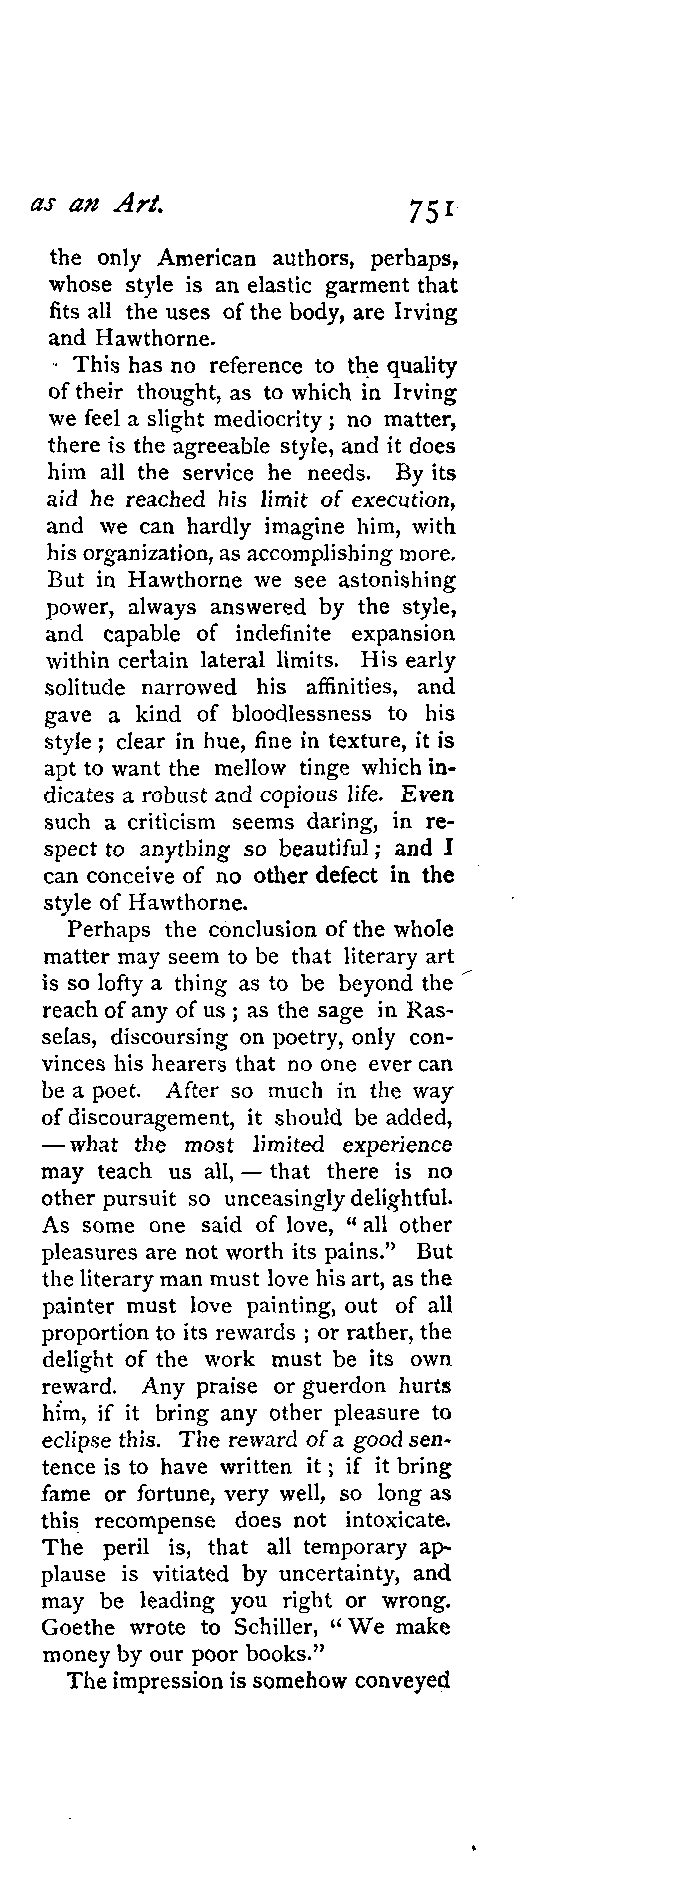 as an Art.
751
the only American authors, perhaps,
whose style is an elastic garment that
fits all the uses of the body, are Irving
and Hawthorne.
This has no reference to the quality
of their thought, as to which in Irving
we feel a slight mediocrity ; no matter,
there is the agreeable style, and it does
him all the service he needs. By its
aid he reached his limit of execution,
and we can hardly imagine him, with
his organization, as accomplishing more.
But in Hawthorne we see astonishing
power, always answered by the style,
and capable of indefinite expansion
within certain lateral limits. His early
solitude narrowed his affinities, and
gave a kind of bloodlessness to his
style ; clear in hue, fine in texture, it is
apt to want the mellow tinge which in-
dicates a robust and copious life. Even
such a criticism seems daring, in re-
spect to anything so beautiful ; and I
can conceive of no other defect in the
style of Hawthorne.
Perhaps the conclusion of the whole
matter may seem to be that literary art
is so lofty a thing as to be beyond the
reach of any of us ; as the sage in Ras-
selas, discoursing on poetry, only con-
vinces his hearers that no one ever can
be a poet. After so much in the way
of discouragement, it should be added,
— what the most limited experience
may teach us all, — that there is no
other pursuit so unceasingly delightful.
As some one said of love, “ all other
pleasures are not worth its pains.” But
the literary man must love his art, as the
painter must love painting, out of all
proportion to its rewards ; or rather, the
delight of the work must be its own
reward. Any praise or guerdon hurts
him, if it bring any other pleasure to
eclipse this. The reward of a good sen-
tence is to have written it ; if it bring
fame or fortune, very well, so long as
this recompense does not intoxicate.
The peril is, that all temporary ap-
plause is vitiated by uncertainty, and
may be leading you right or wrong.
Goethe wrote to Schiller, “ We make
money by our poor books.”
The impression is somehow conveyed